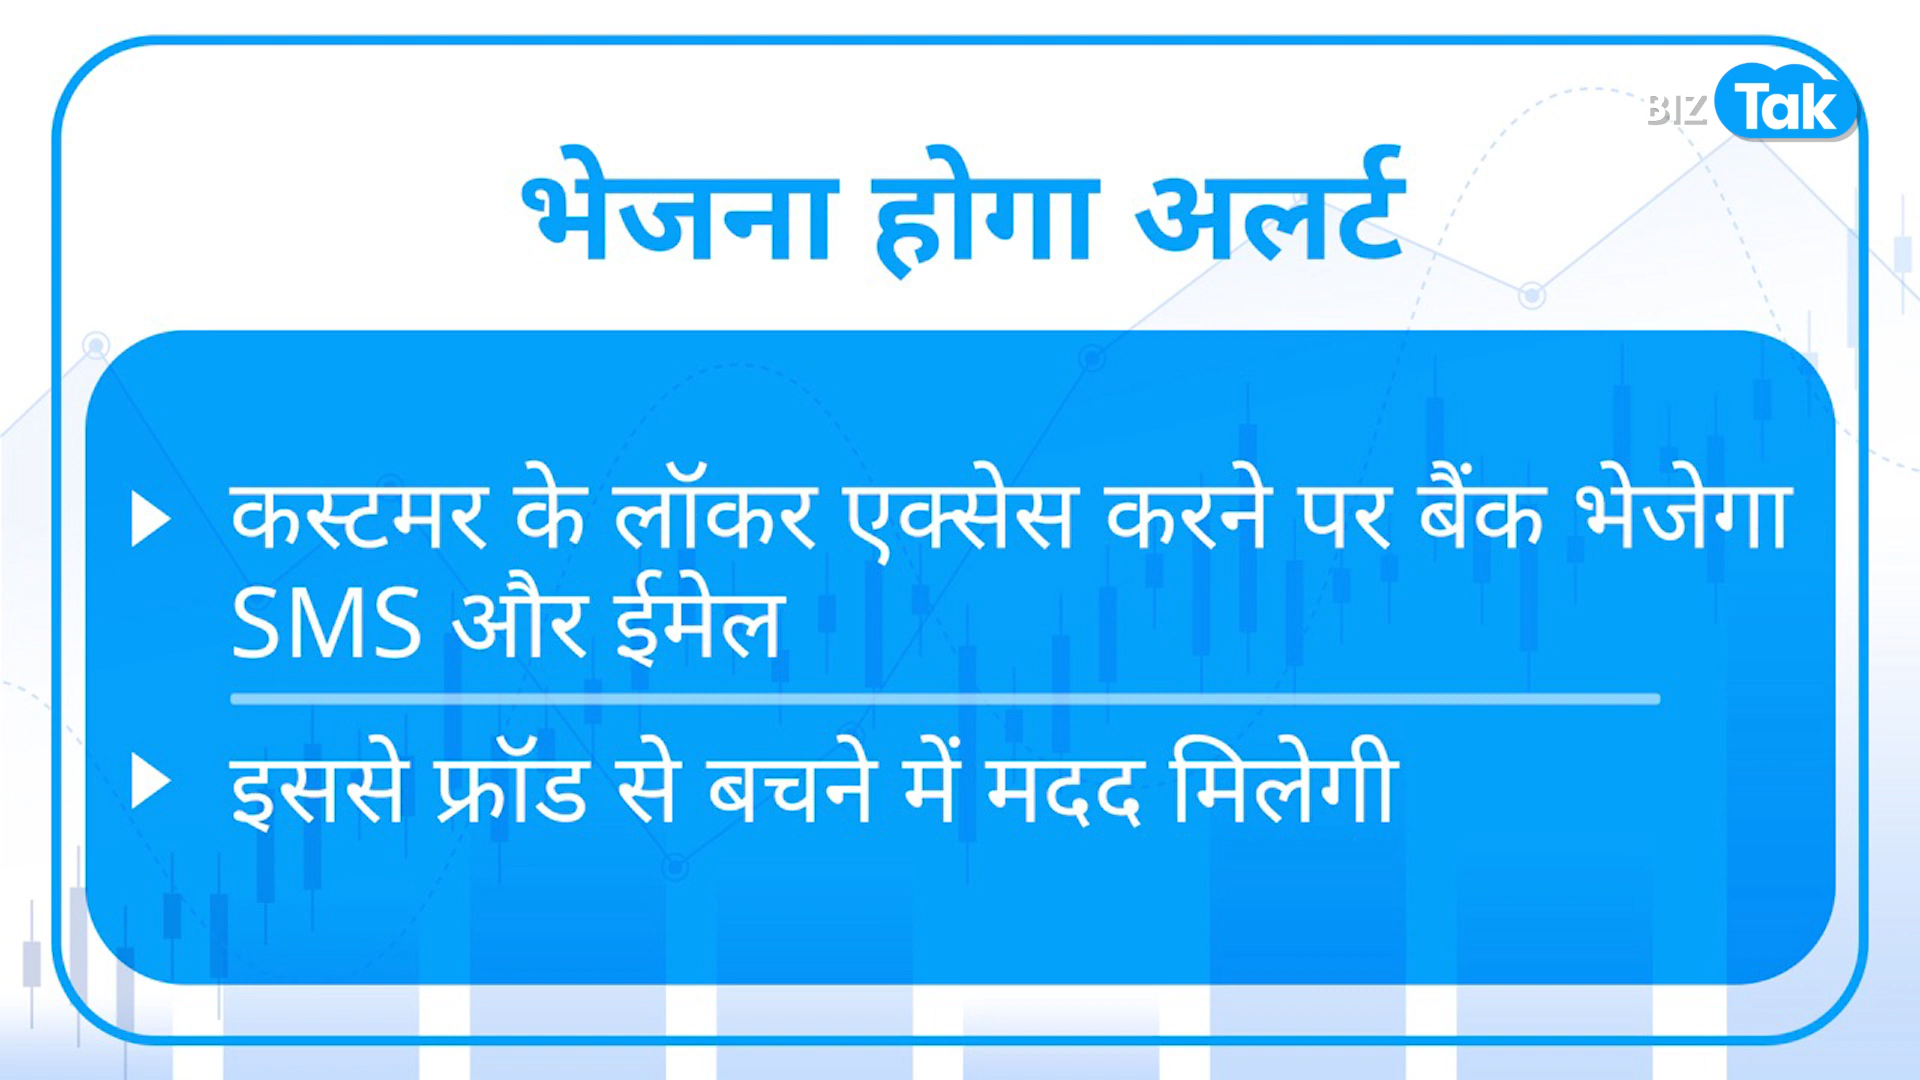 BIZ Tak
भेजना होगा अलर्ट
कस्टमर के लॉकर एक्सेस करने पर बैंक भेजेगा
SMS और ईमेल
इससे फ्रॉड से बचने में मदद मिलेगी